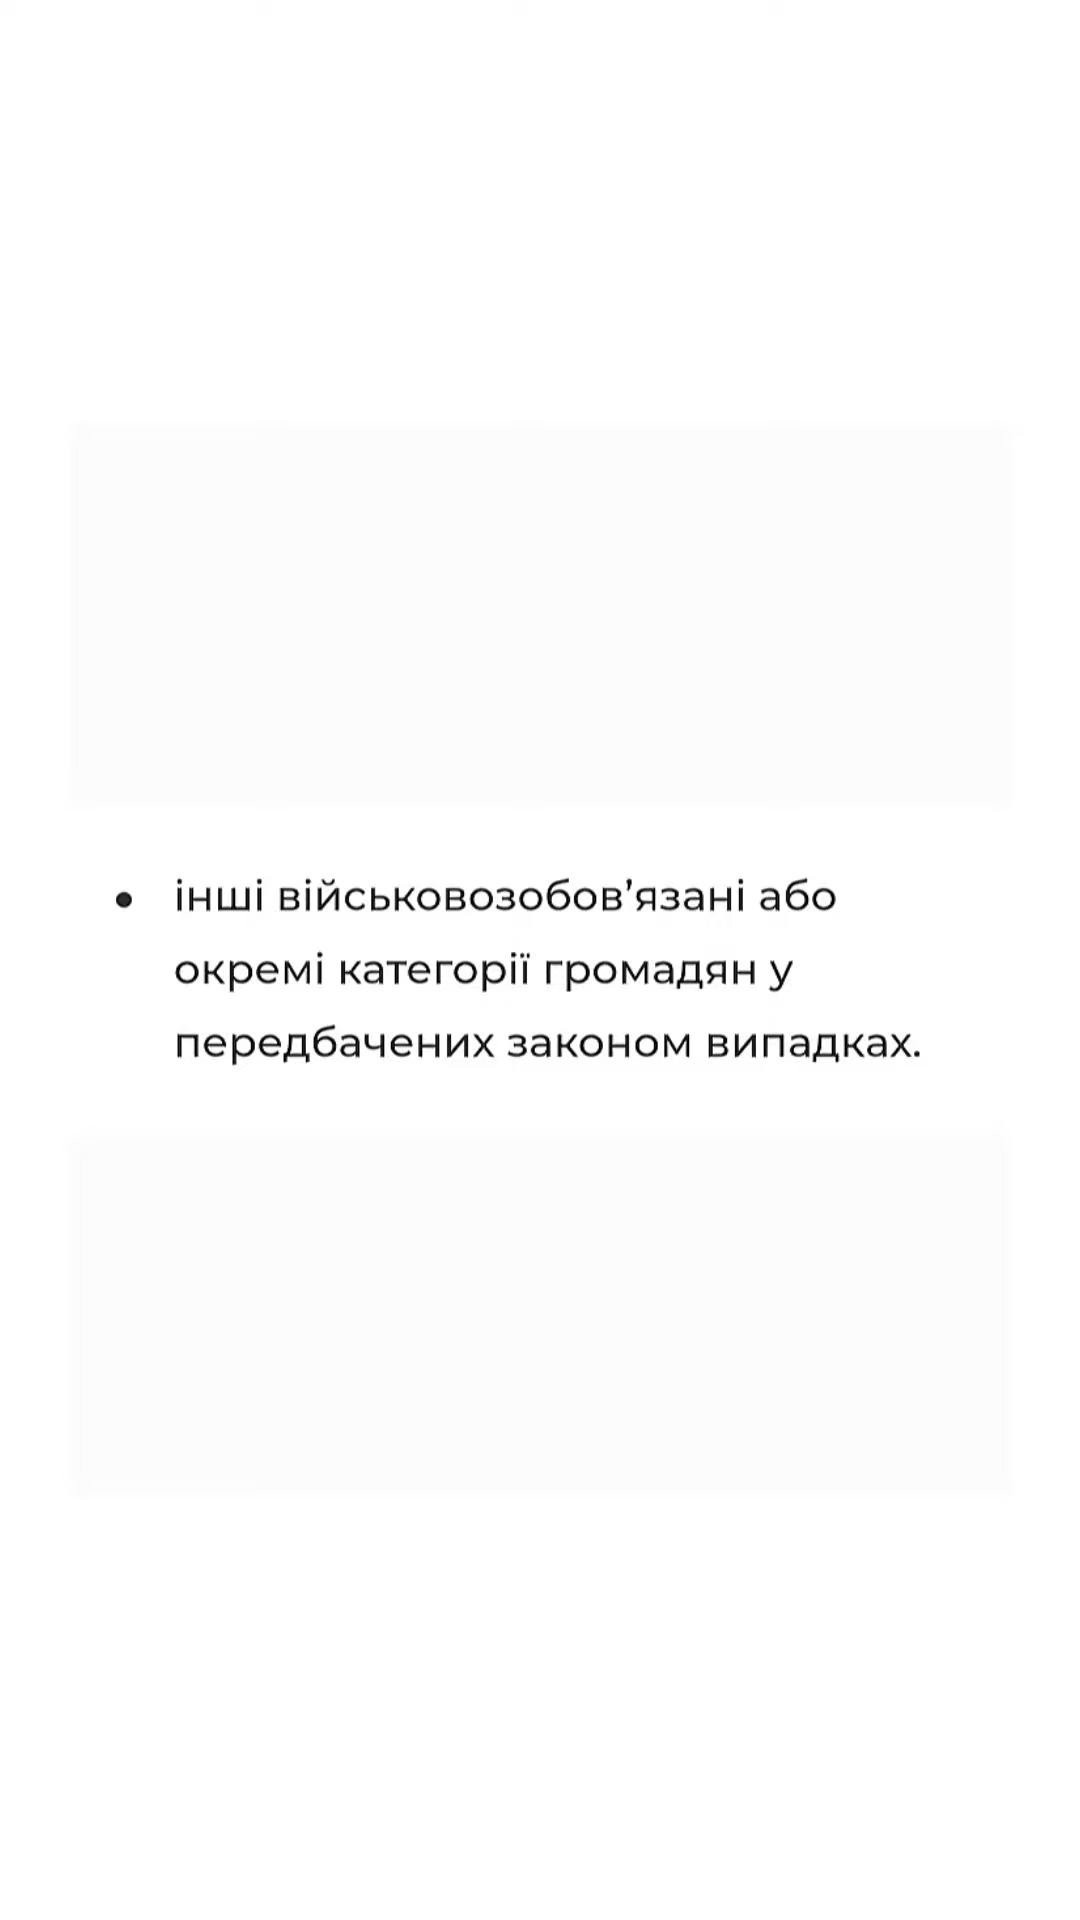 • інші військовозобов’язані або
окремі категорії громадян у
передбачених законом випадках.